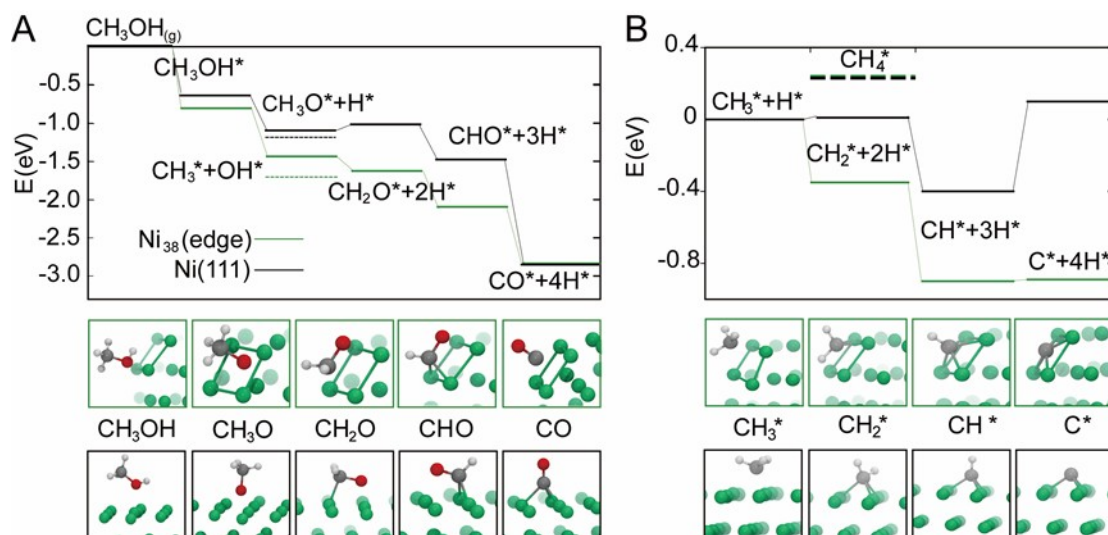 A
CH₃OH(g)
CH₃OH*
CH₃O*+H*
CHO*+3H*
CH₃*+OH*
CH₂O*+2H*
CO*+4H*
E(eV)
-0.5
-1.0
-1.5
-2.0
-2.5
-3.0
Ni₃₈(edge)
Ni(111)
CH₃OH
CH₃O
CH₂O
CHO
CO
B
E(eV)
0.4
0
-0.4
-0.8
CH₄*
CH₃*+H*
CH₂*+2H*
CH*+3H*
C*+4H*
CH₃*
CH₂*
CH*
C*